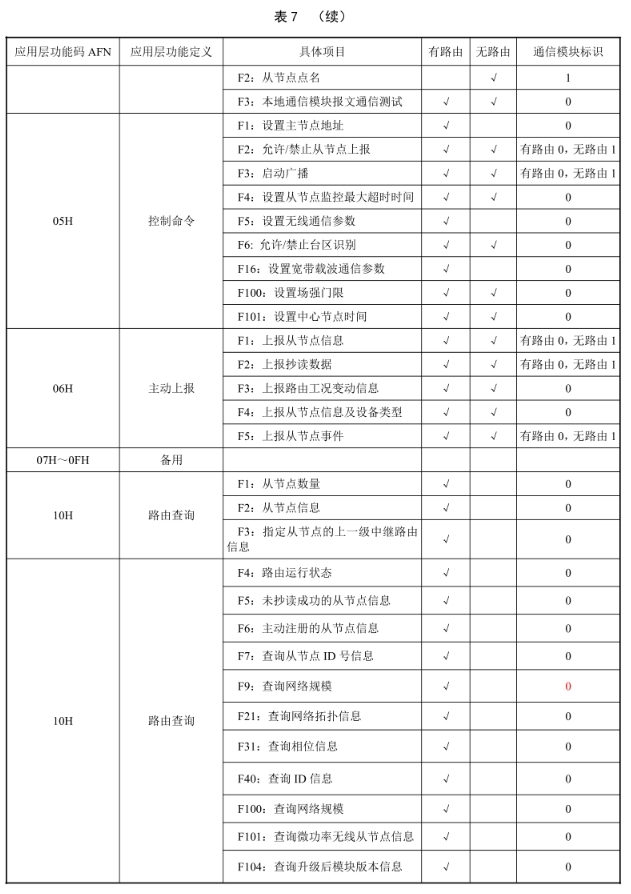 表 7 （续）
应用层功能码 AFN 应用层功能定义 具体项目 有路由 无路由 通信模块标识
F2：从节点点名 √ 1
F3：本地通信模块报文通信测试 √ √ 0
05H 控制命令 F1：设置主节点地址 √ 0
F2：允许/禁止从节点上报 √ √ 有路由 0，无路由 1
F3：启动广播 √ √ 有路由 0，无路由 1
F4：设置从节点监控最大超时时间 √ √ 0
F5：设置无线通信参数 √ 0
F6: 允许/禁止台区识别 √ √ 0
F16：设置宽带载波通信参数 √ 0
F100：设置场强门限 √ √ 0
F101：设置中心节点时间 √ √ 0
06H 主动上报 F1：上报从节点信息 √ √ 有路由 0，无路由 1
F2：上报抄读数据 √ √ 有路由 0，无路由 1
F3：上报路由工况变动信息 √ √ 0
F4：上报从节点信息及设备类型 √ √ 0
F5：上报从节点事件 √ √ 有路由 0，无路由 1
07H～0FH 备用
10H 路由查询 F1：从节点数量 √ 0
F2：从节点信息 √ 0
F3：指定从节点的上一级中继路由
信息 √ 0
10H 路由查询 F4：路由运行状态 √ 0
F5：未抄读成功的从节点信息 √ 0
F6：主动注册的从节点信息 √ 0
F7：查询从节点 ID 号信息 √ 0
F9：查询网络规模 √ 0
F21：查询网络拓扑信息 √ 0
F31：查询相位信息 √ 0
F40：查询 ID 信息 √ 0
F100：查询网络规模 √ 0
F101：查询微功率无线从节点信息 √ 0
F104：查询升级后模块版本信息 √ 0